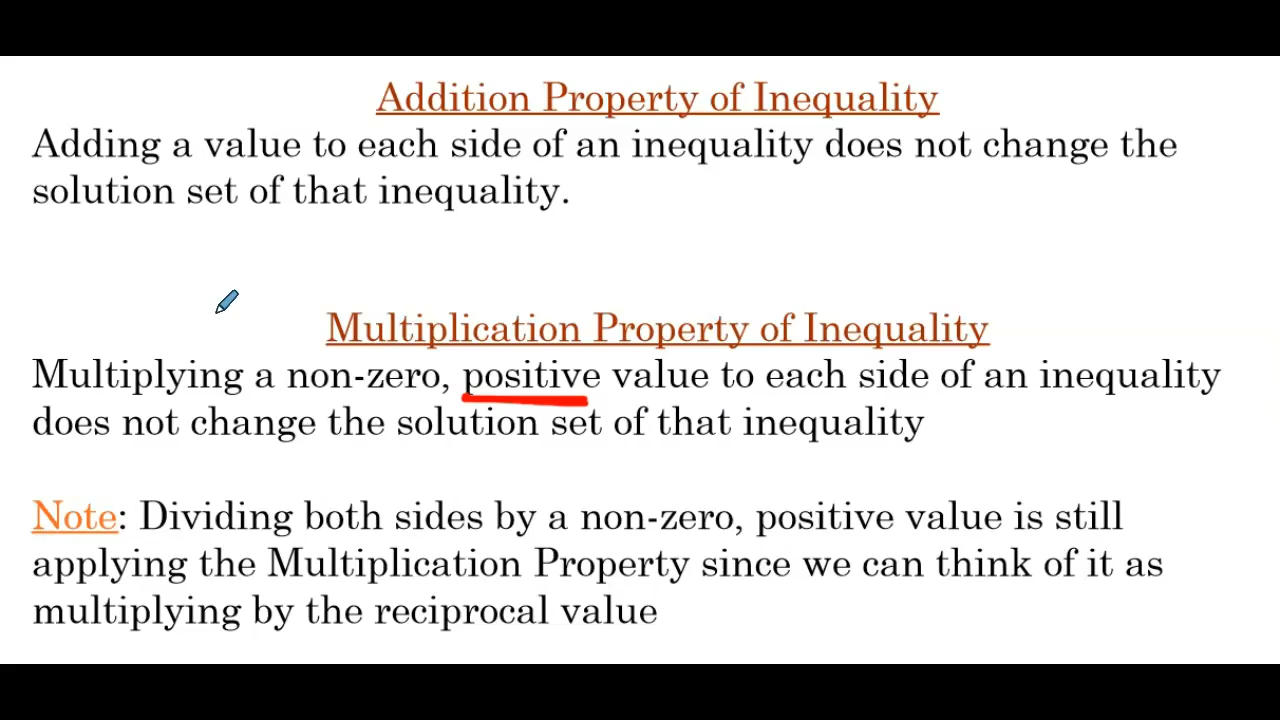 Addition Property of Inequality
Adding a value to each side of an inequality does not change the
solution set of that inequality.
Multiplication Property of Inequality
Multiplying a non-zero, positive value to each side of an inequality
does not change the solution set of that inequality
Note: Dividing both sides by a non-zero, positive value is still
applying the Multiplication Property since we can think of it as
multiplying by the reciprocal value